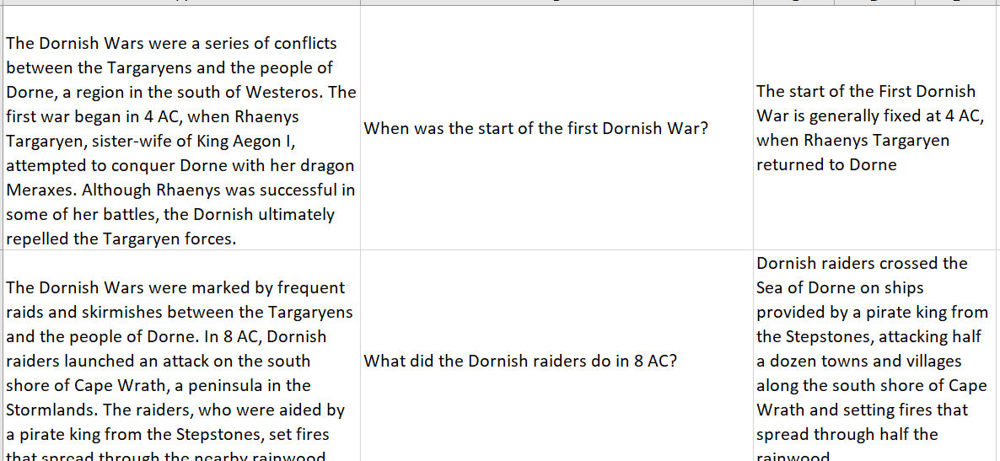 The Dornish Wars were a series of conflicts
between the Targaryens and the people of
Dorne, a region in the south of Westeros. The
first war began in 4 AC, when Rhaenys
Targaryen, sister-wife of King Aegon I,
attempted to conquer Dorne with her dragon
Meraxes. Although Rhaenys was successful in
some of her battles, the Dornish ultimately
repelled the Targaryen forces.
When was the start of the first Dornish War?
The start of the First Dornish
War is generally fixed at 4 AC,
when Rhaenys Targaryen
returned to Dorne
The Dornish Wars were marked by frequent
raids and skirmishes between the Targaryens
and the people of Dorne. In 8 AC, Dornish
raiders launched an attack on the south
shore of Cape Wrath, a peninsula in the
Stormlands. The raiders, who were aided by
a pirate king from the Stepstones, set fires
that spread through the nearby rainwood
What did the Dornish raiders do in 8 AC?
Dornish raiders crossed the
Sea of Dorne on ships
provided by a pirate king from
the Stepstones, attacking half
a dozen towns and villages
along the south shore of Cape
Wrath and setting fires that
spread through half the
rainwood